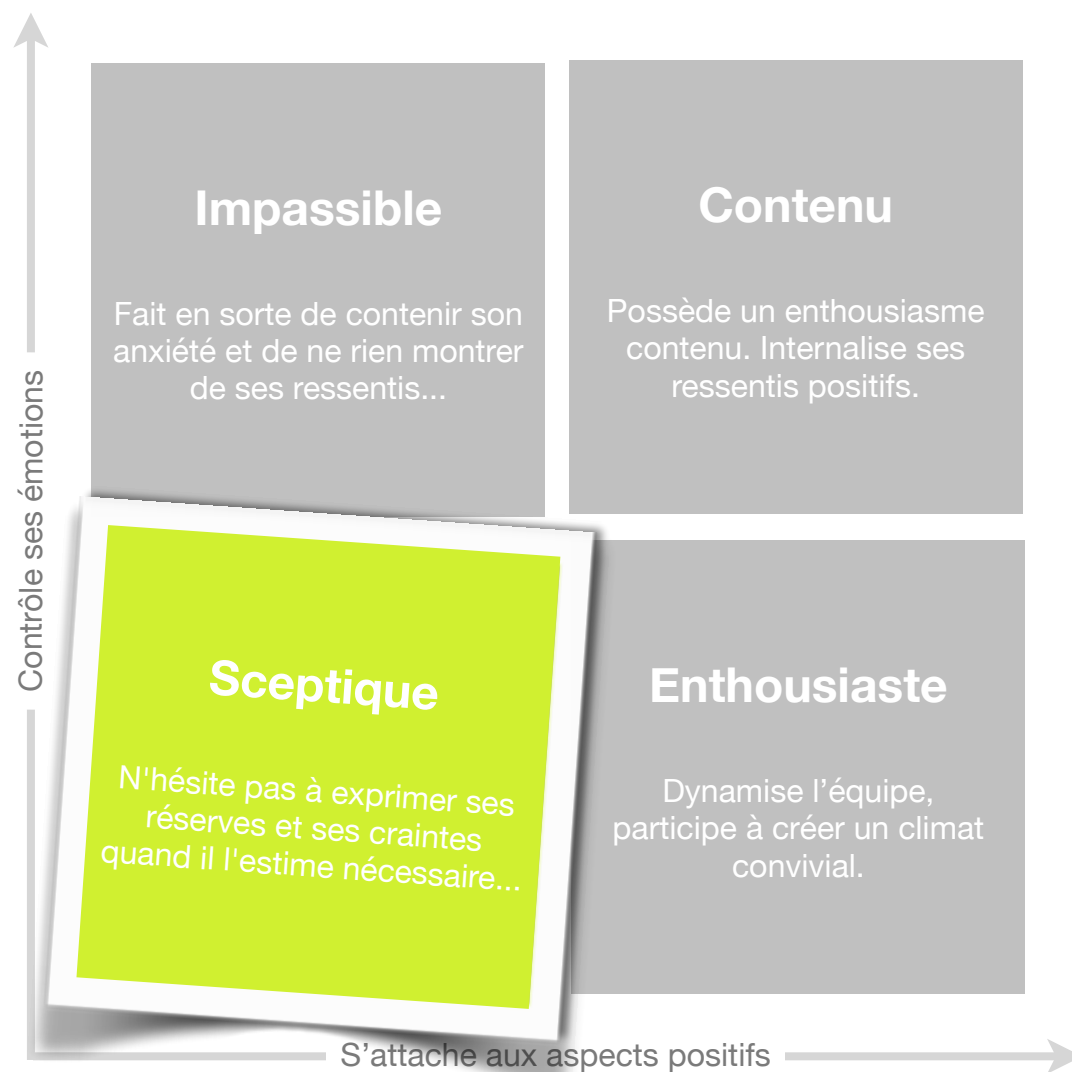 Impassible
Fait en sorte de contenir son
anxiété et de ne rien montrer
de ses ressentis...
Contenu
Possède un enthousiasme
contenu. Internalise ses
ressentis positifs.
Contrôle ses émotions
Sceptique
N'hésite pas à exprimer ses
réserves et ses craintes
quand il l'estime nécessaire...
Enthousiaste
Dynamise l’équipe,
participe à créer un climat
convivial.
S’attache aux aspects positifs